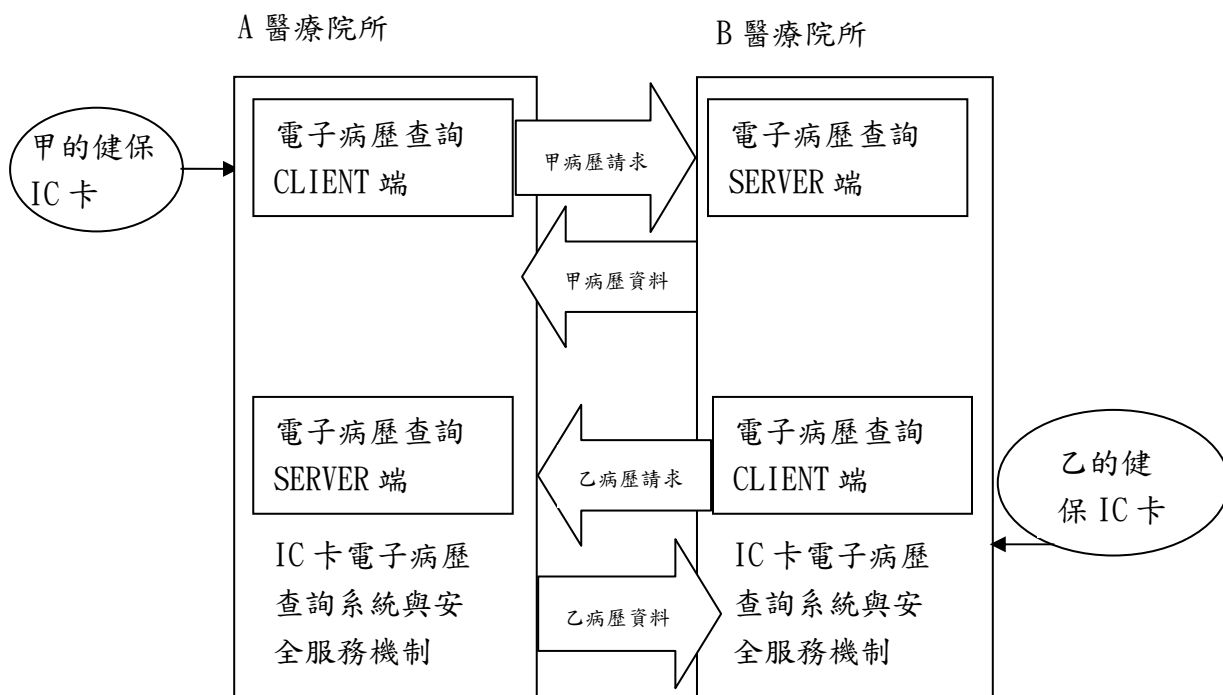 A 醫療院所
B 醫療院所
甲的健保
IC 卡
電子病歷查詢
CLIENT 端
甲病歷請求
電子病歷查詢
SERVER 端
甲病歷資料
電子病歷查詢
SERVER 端
乙病歷請求
電子病歷查詢
CLIENT 端
乙的健
保 IC 卡
IC 卡電子病歷
查詢系統與安
全服務機制
乙病歷資料
IC 卡電子病歷
查詢系統與安
全服務機制